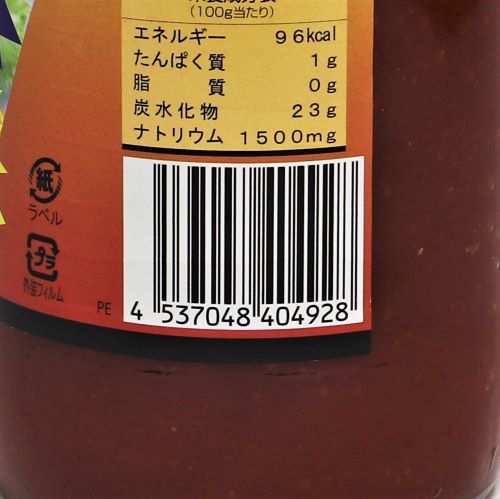 (100g当たり)
エネルギー 96kcal
たんぱく質 1g
脂 質 0g
炭水化物 23g
ナトリウム 1500mg
紙
ラベル
プラ
外装フィルム
PE
4 537048 404928